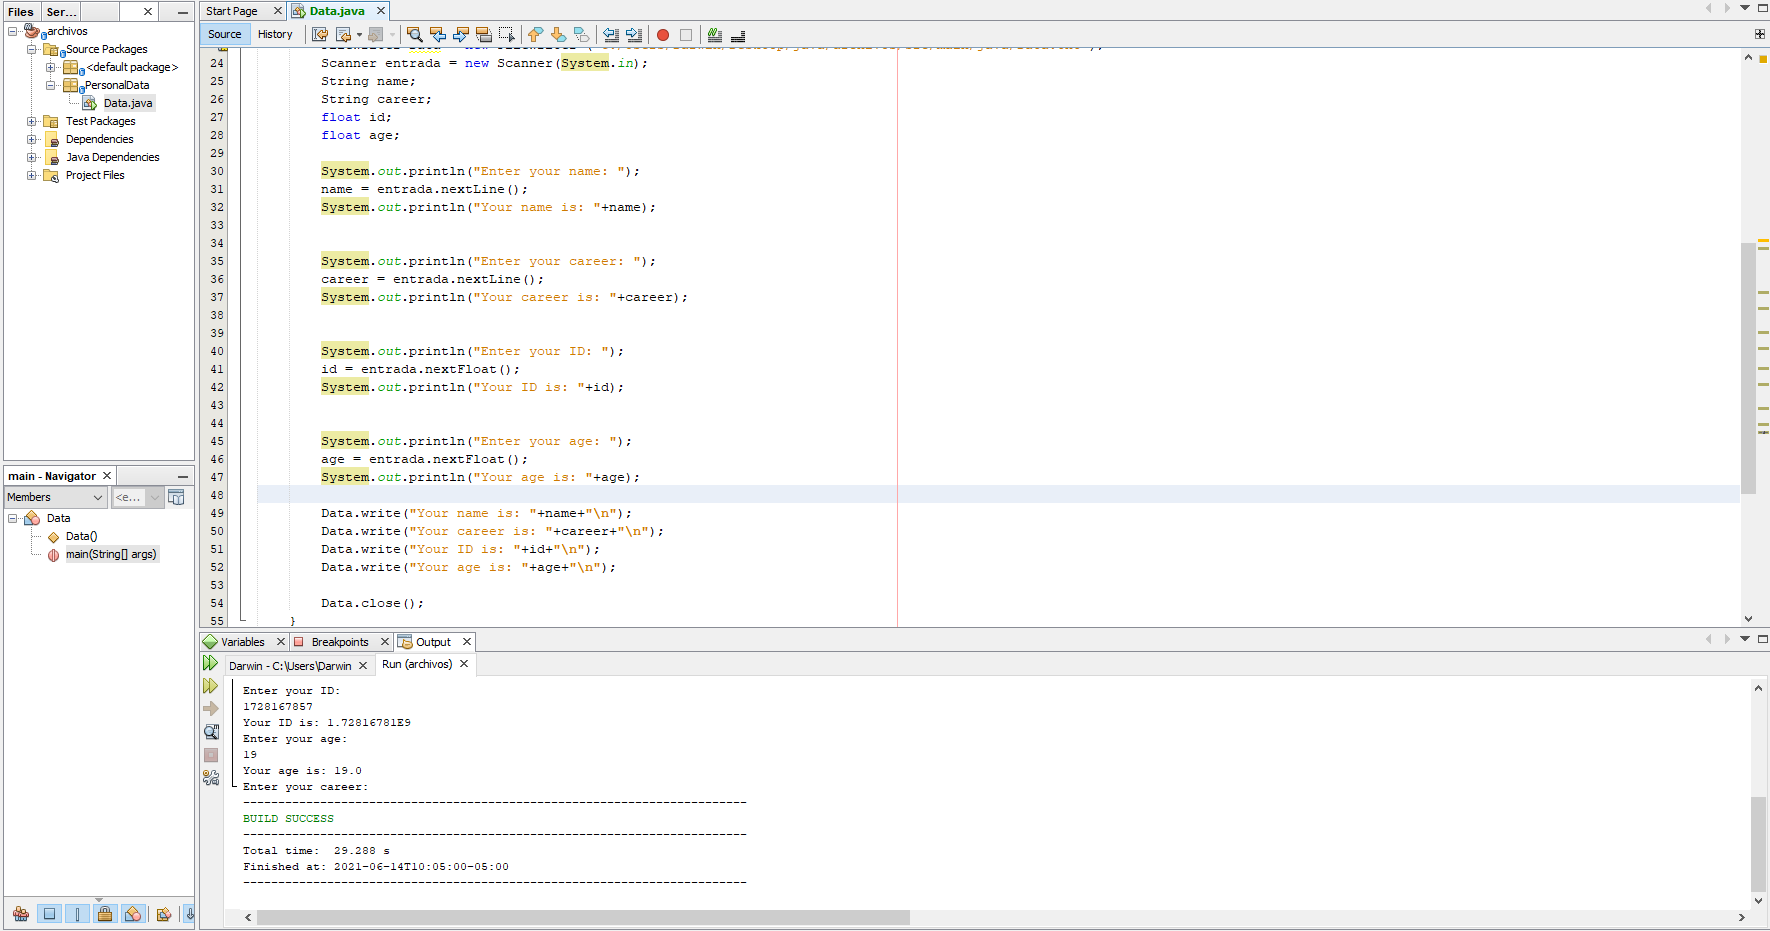 Files Ser...
archivos
Source Packages
<default package>
PersonalData
Data.java
Test Packages
Dependencies
Java Dependencies
Project Files
main - Navigator
Members <e...
Data
Data()
main(String[] args)
Start Page Data.java
Source History
24 Scanner entrada = new Scanner(System.in);
25 String name;
26 String career;
27 float id;
28 float age;
29
30 System.out.println("Enter your name: ");
31 name = entrada.nextLine();
32 System.out.println("Your name is: "+name);
33
34
35 System.out.println("Enter your career: ");
36 career = entrada.nextLine();
37 System.out.println("Your career is: "+career);
38
39
40 System.out.println("Enter your ID: ");
41 id = entrada.nextFloat();
42 System.out.println("Your ID is: "+id);
43
44
45 System.out.println("Enter your age: ");
46 age = entrada.nextFloat();
47 System.out.println("Your age is: "+age);
48
49 Data.write("Your name is: "+name+"\n");
50 Data.write("Your career is: "+career+"\n");
51 Data.write("Your ID is: "+id+"\n");
52 Data.write("Your age is: "+age+"\n");
53
54 Data.close();
55 }
Variables Breakpoints Output
Darwin - C:\Users\Darwin Run (archivos)
Enter your ID:
1728167857
Your ID is: 1.72816781E9
Enter your age:
19
Your age is: 19.0
Enter your career:
------------------------------------------------------------------------
BUILD SUCCESS
------------------------------------------------------------------------
Total time:  29.288 s
Finished at: 2021-06-14T10:05:00-05:00
------------------------------------------------------------------------